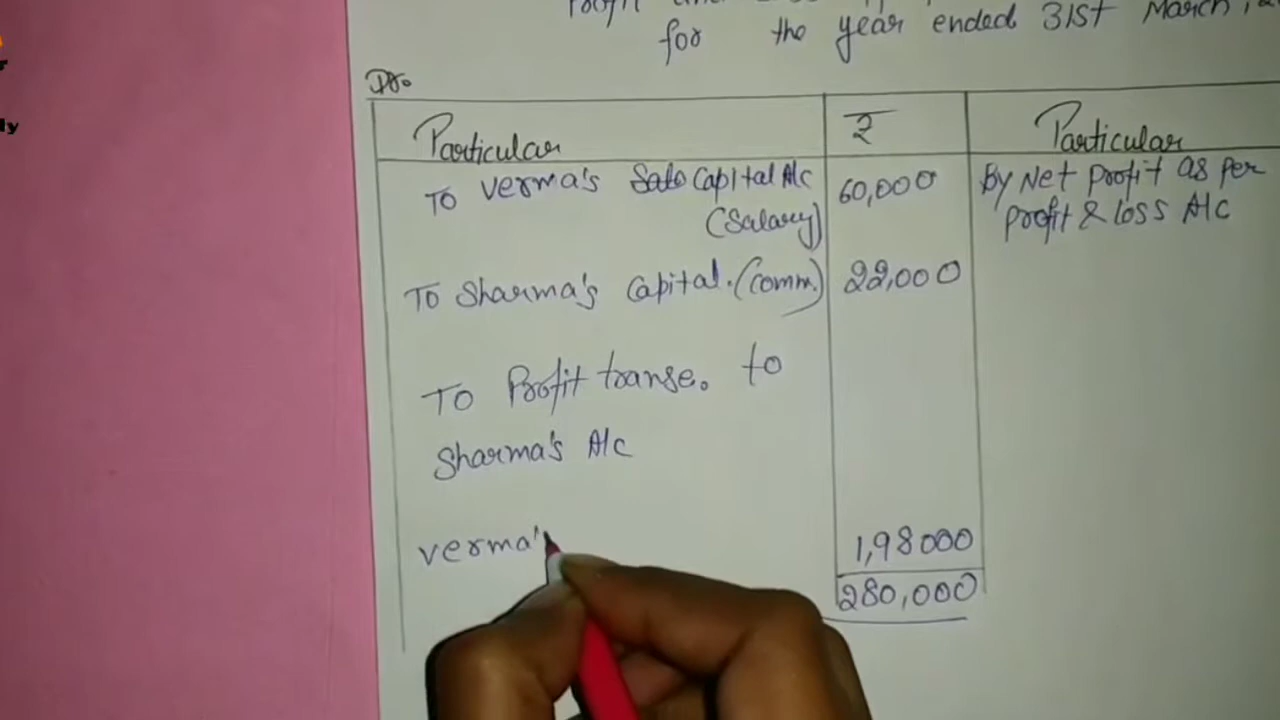 for the year ended 31st March
Dr.
Particular ₹ Particular
To Verma's Capital A/c 60,000 By Net profit as per
(Salary) profit & loss A/c
To Sharma's Capital. (Comm.) 22,000
To Profit transe. to
Sharma's A/c
Verma's 1,98000
280,000